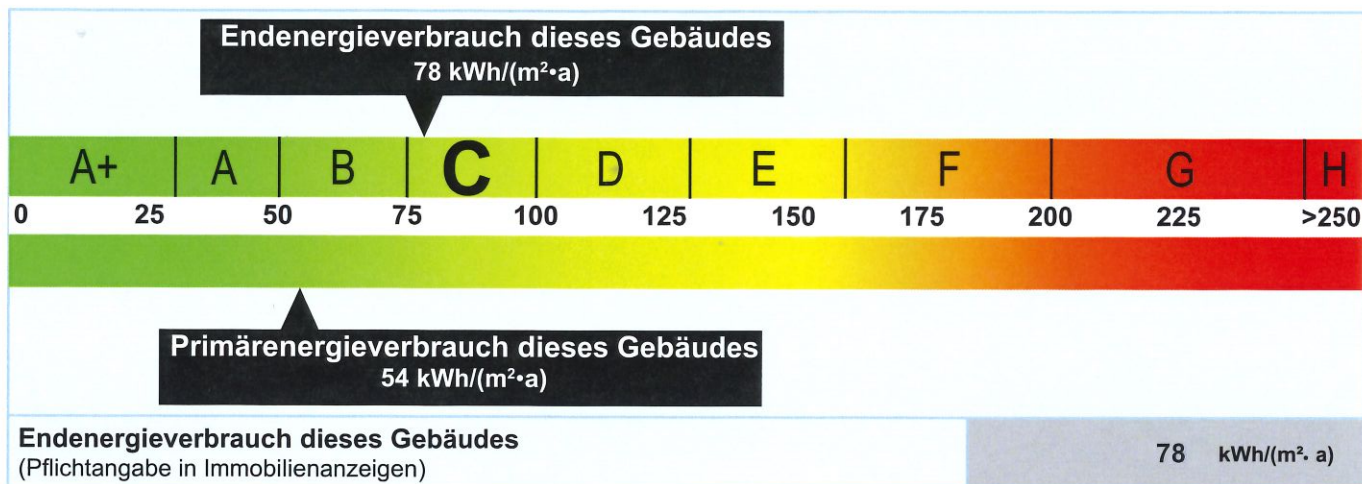 Endenergieverbrauch dieses Gebäudes
78 kWh/(m²•a)
A+ A B C D E F G H
0 25 50 75 100 125 150 175 200 225 >250
Primärenergieverbrauch dieses Gebäudes
54 kWh/(m²•a)
Endenergieverbrauch dieses Gebäudes
(Pflichtangabe in Immobilienanzeigen)
78 kWh/(m²• a)